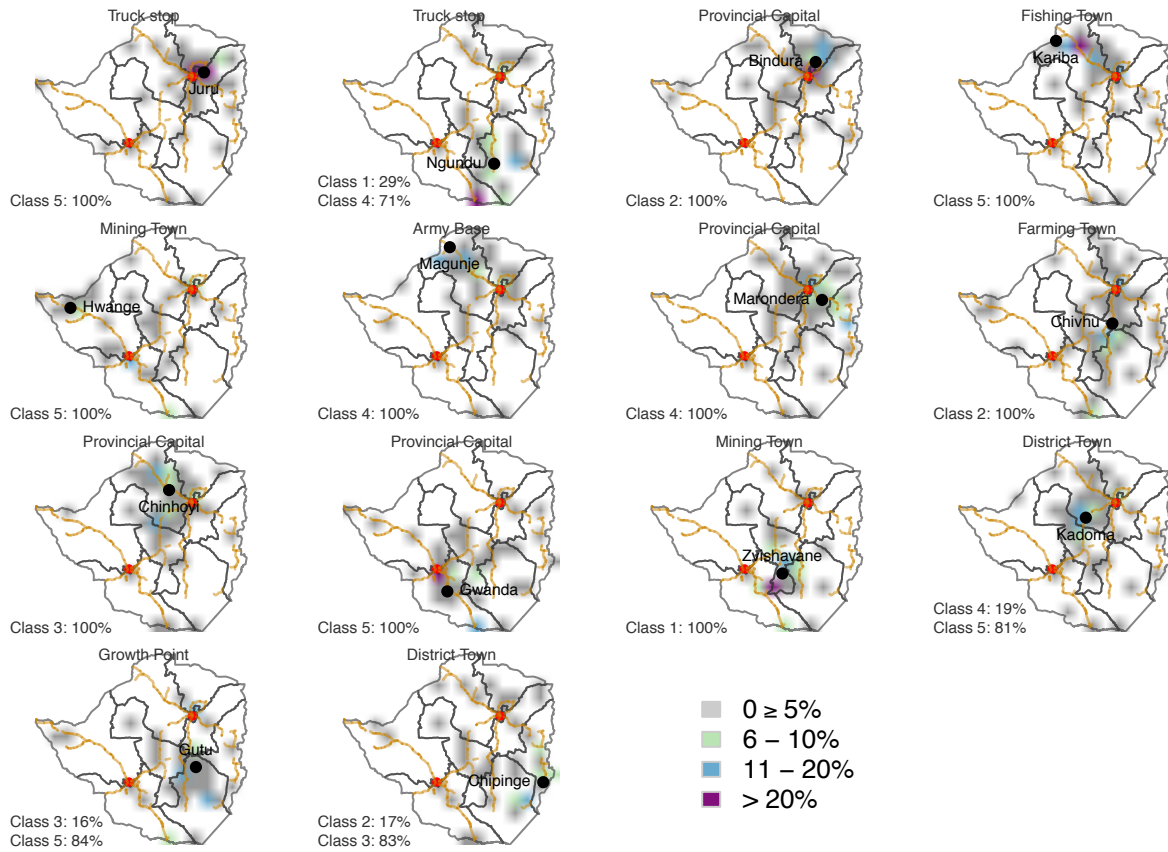 Truck stop
Juru
Class 5: 100%
Truck stop
Ngundu
Class 1: 29%
Class 4: 71%
Provincial Capital
Bindura
Class 2: 100%
Fishing Town
Kariba
Class 5: 100%
Mining Town
Hwange
Class 5: 100%
Army Base
Magunje
Class 4: 100%
Provincial Capital
Marondera
Class 4: 100%
Farming Town
Chivhu
Class 2: 100%
Provincial Capital
Chinhoyi
Class 3: 100%
Provincial Capital
Gwanda
Class 5: 100%
Mining Town
Zvishavane
Class 1: 100%
District Town
Kadoma
Class 4: 19%
Class 5: 81%
Growth Point
Gutu
Class 3: 16%
Class 5: 84%
District Town
Chipinge
Class 2: 17%
Class 3: 83%
0 ≥ 5%
6 − 10%
11 − 20%
> 20%